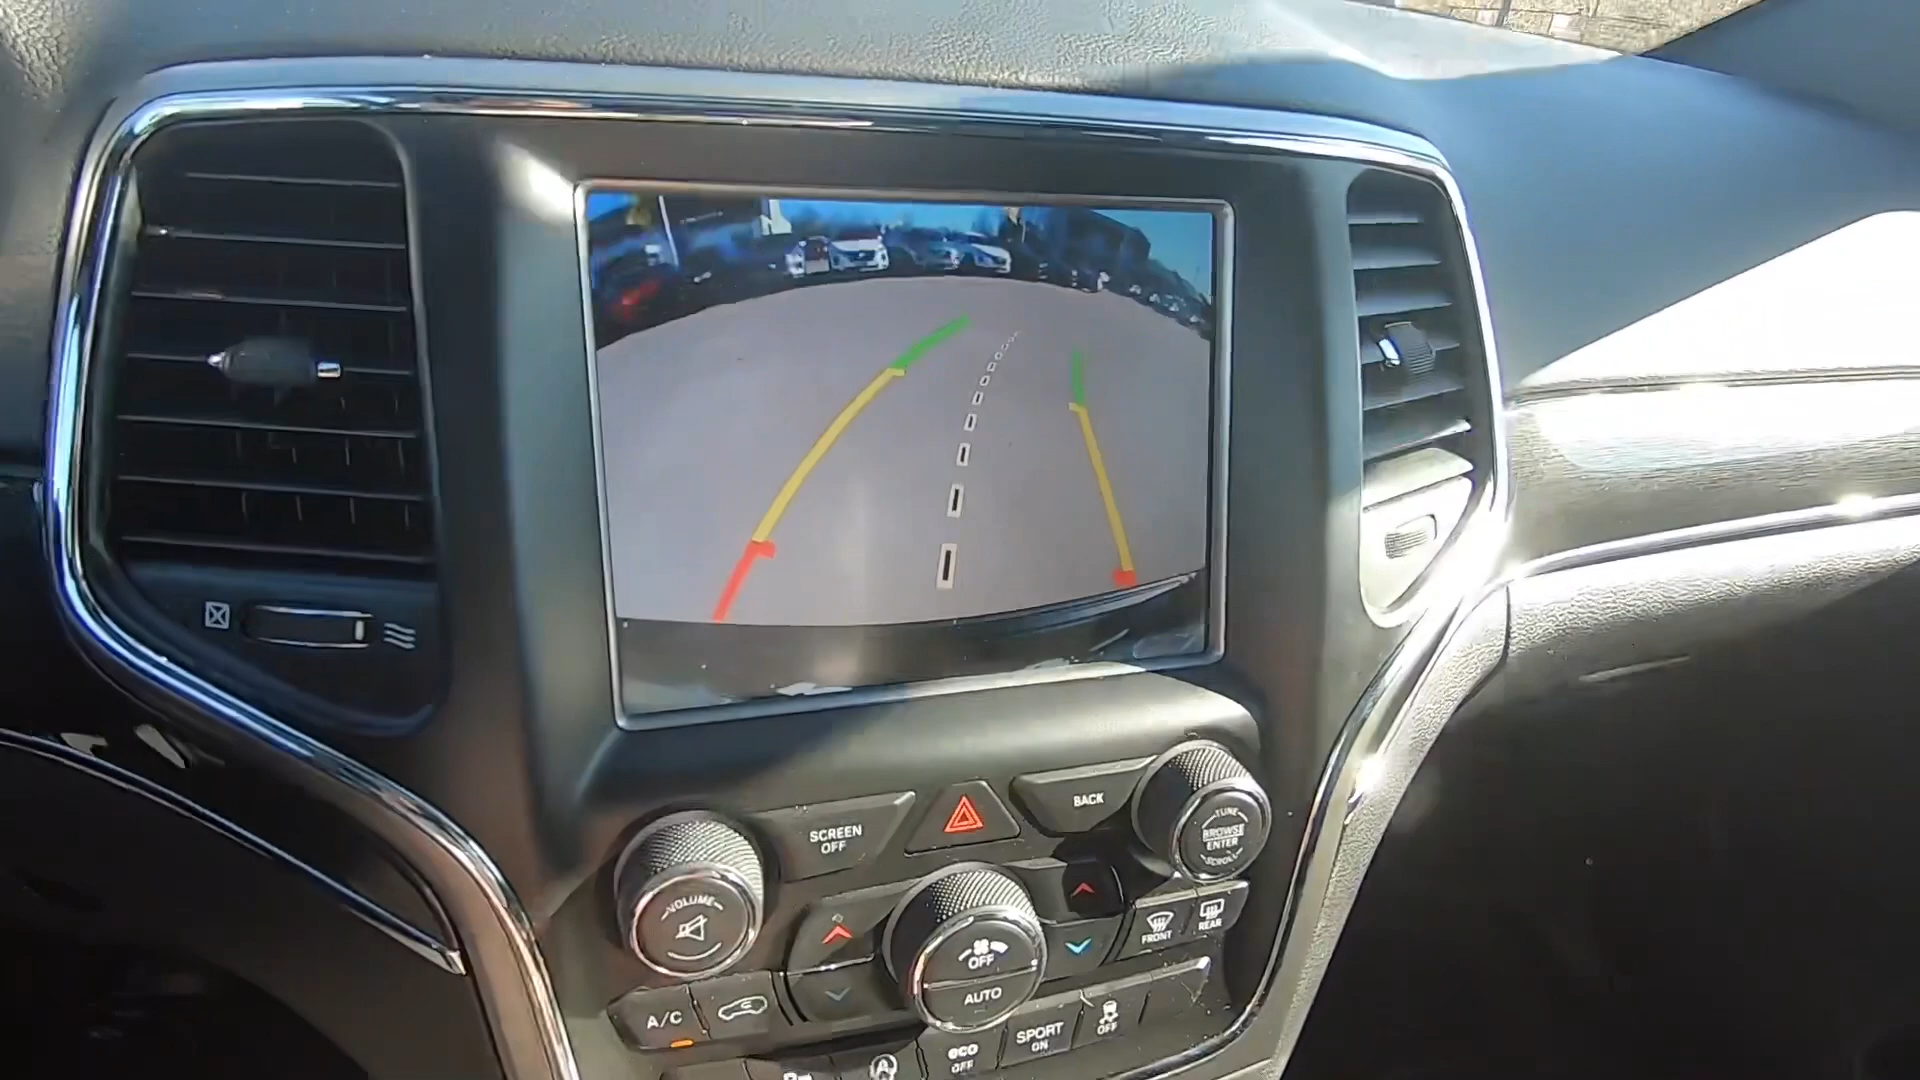 SCREEN
OFF
BACK
VOLUME
TUNE
BROWSE
ENTER
SCROLL
OFF
AUTO
FRONT
REAR
A/C
SPORT
ON
OFF
eco
OFF
A